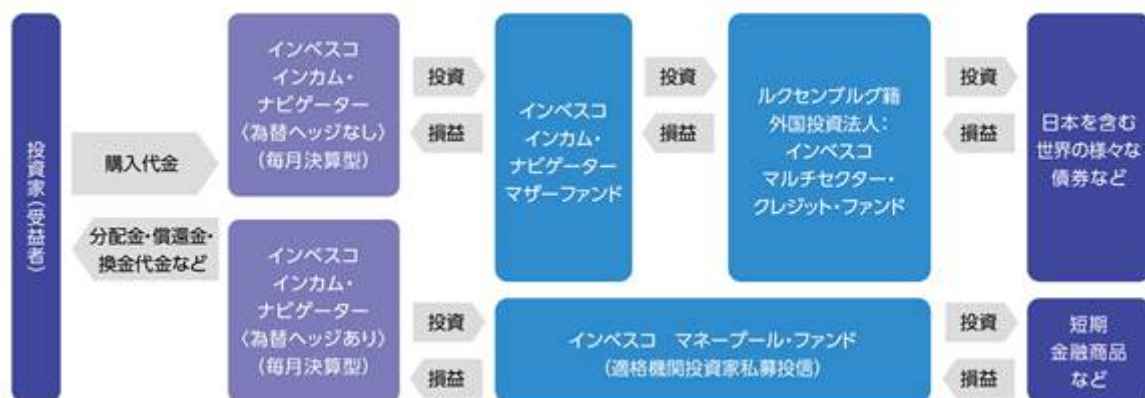 投資家(受益者)
購入代金
分配金・償還金・
換金代金など
インベスコ
インカム・
ナビゲーター
〈為替ヘッジなし〉
(毎月決算型)
インベスコ
インカム・
ナビゲーター
〈為替ヘッジあり〉
(毎月決算型)
投資
損益
インベスコ
インカム・
ナビゲーター
マザーファンド
投資
損益
ルクセンブルグ籍
外国投資法人:
インベスコ
マルチセクター・
クレジット・ファンド
投資
損益
日本を含む
世界の様々な
債券など
投資
損益
インベスコ マネープール・ファンド
(適格機関投資家私募投信)
投資
損益
短期
金融商品
など